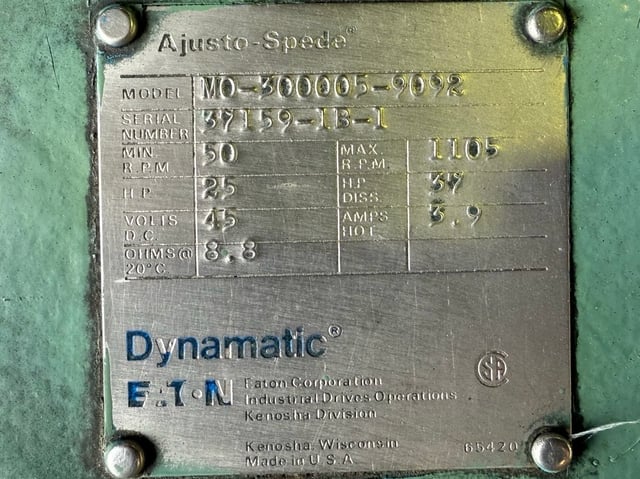 Ajusto-Spede®
MODEL MO-300005-9092
SERIAL NUMBER 37159-1B-1
MIN. R.P.M 50 MAX. R.P.M. 1105
H.P. 25 H.P. DISS. 37
VOLTS D.C. 45 AMPS HOT 3.9
OHMS@ 20°C 8.8
Dynamatic®
EATON Eaton Corporation
Industrial Drives Operations
Kenosha Division
Kenosha, Wisconsin 65420
Made in U.S.A